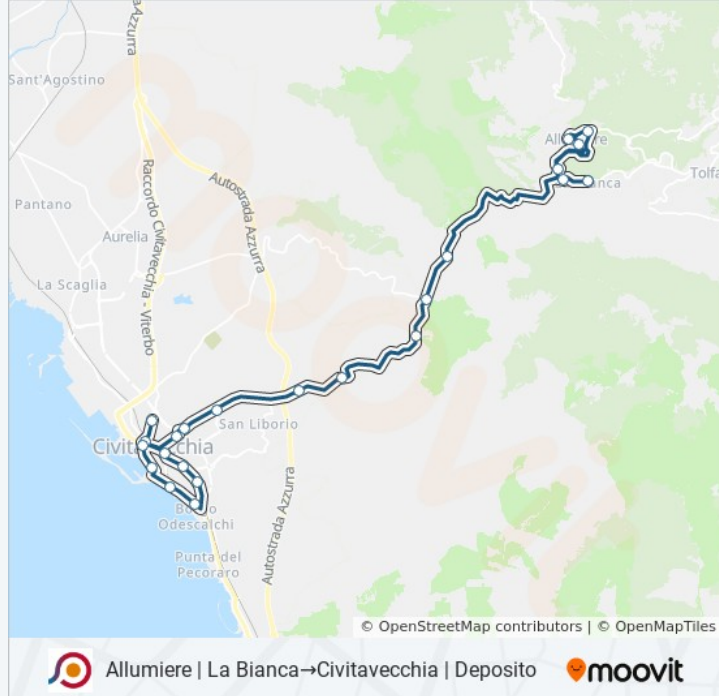 a Azzurra
Sant'Agostino
Allumiere
Tolfa
Bianca
Pantano
Raccordo Civitavecchia - Viterbo
Autostrada Azzurra
Aurelia
La Scaglia
San Liborio
Civitavecchia
Borgo
Odescalchi
Autostrada Azzurra
Punta del
Pecoraro
© OpenStreetMap contributors | © OpenMapTiles
Allumiere | La Bianca→Civitavecchia | Deposito
moovit